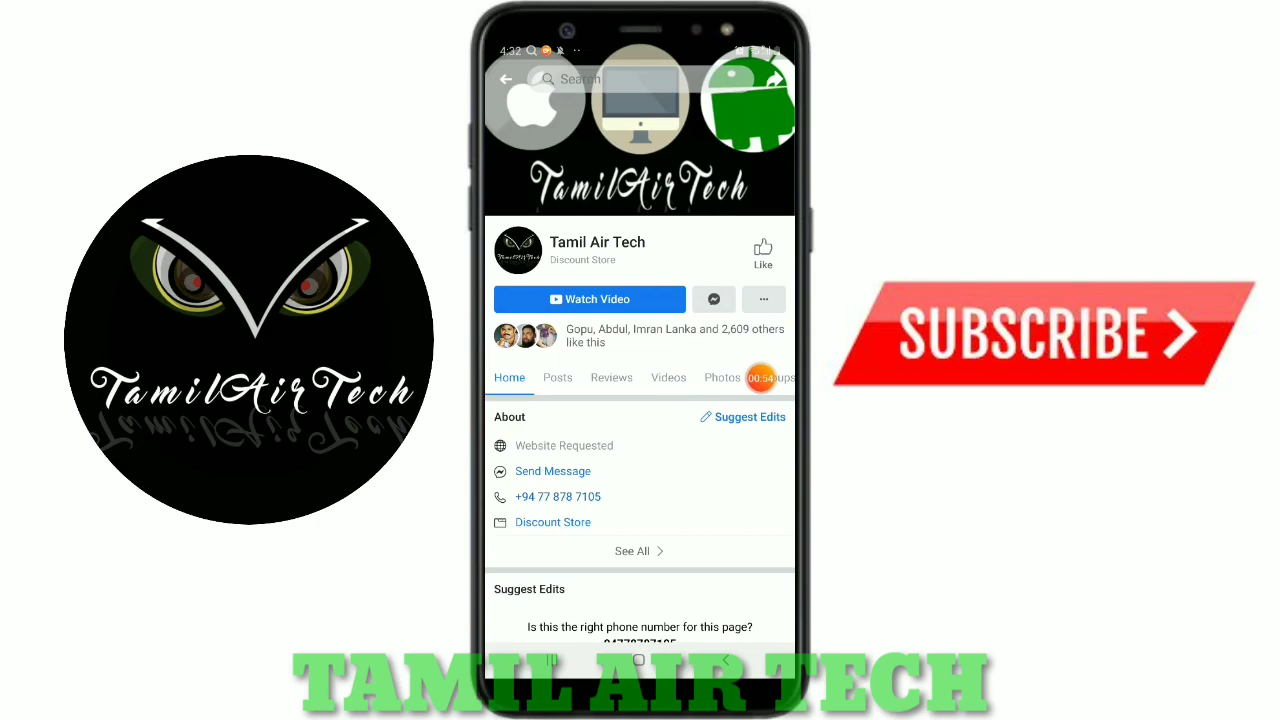 4:32
Search
TamilAirTech
Tamil Air Tech
Discount Store
Like
Watch Video
Gopu, Abdul, Imran Lanka and 2,609 others
like this
Home Posts Reviews Videos Photos 00:54 ups
About Suggest Edits
Website Requested
Send Message
+94 77 878 7105
Discount Store
See All
Suggest Edits
Is this the right phone number for this page?
TamilAirTech
SUBSCRIBE
TAMIL AIR TECH